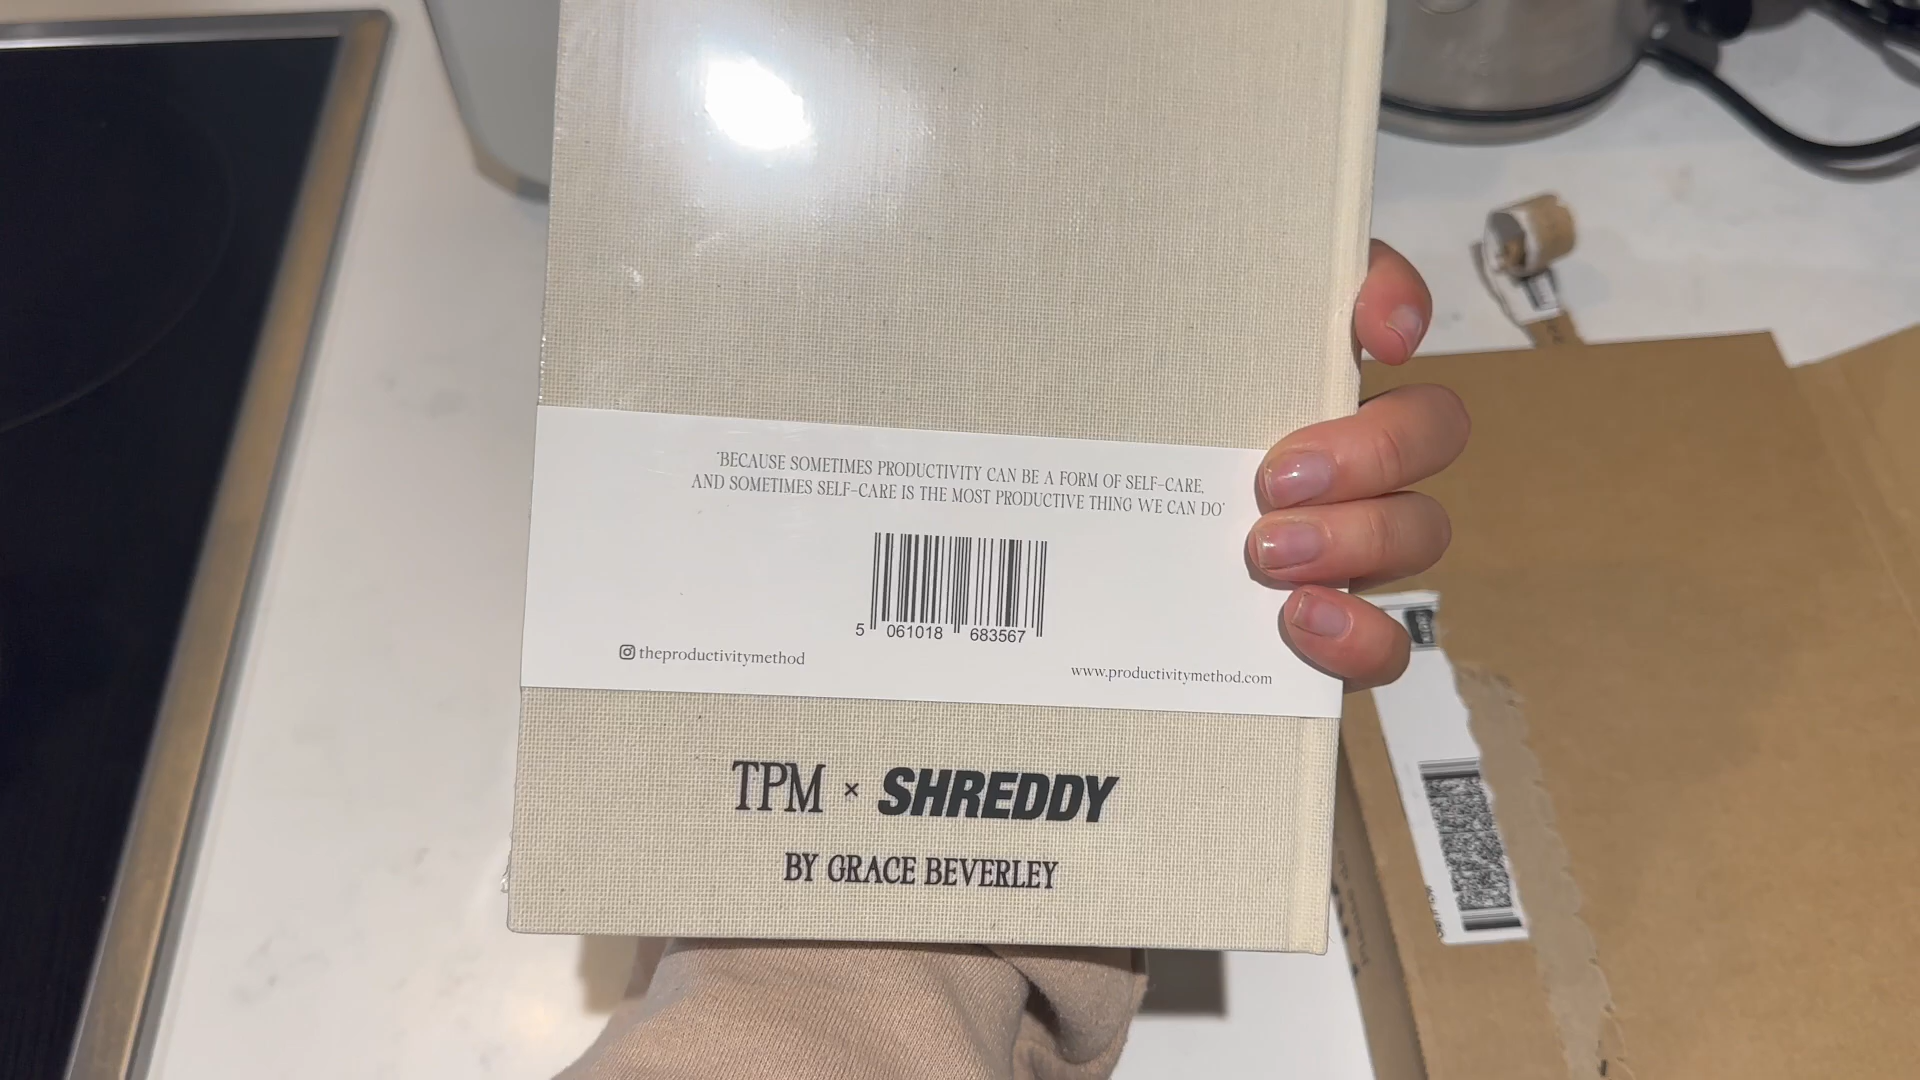 "BECAUSE SOMETIMES PRODUCTIVITY CAN BE A FORM OF SELF-CARE,
AND SOMETIMES SELF-CARE IS THE MOST PRODUCTIVE THING WE CAN DO"
5 061018 683567
theproductivitymethod
www.productivitymethod.com
TPM × SHREDDY
BY GRACE BEVERLEY